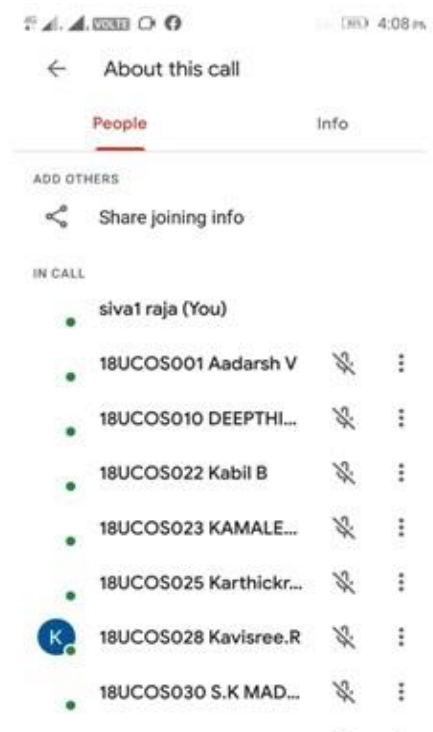 4:08 PM
About this call
People
Info
ADD OTHERS
Share joining info
IN CALL
siva1 raja (You)
18UCOS001 Aadarsh V
18UCOS010 DEEPTHI...
18UCOS022 Kabil B
18UCOS023 KAMALE...
18UCOS025 Karthickr...
K
18UCOS028 Kavisree.R
18UCOS030 S.K MAD...